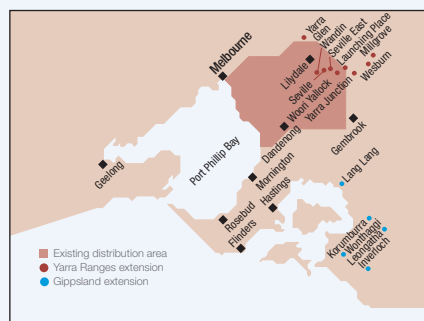 Yarra
Glen
Wandin
Seville East
Launching Place
Millgrove
Melbourne
Lilydale
Seville
Woori Yallock
Yarra Junction
Wesburn
Dandenong
Gembrook
Port Phillip Bay
Geelong
Mornington
Hastings
Lang Lang
Rosebud
Flinders
Korumburra
Wonthaggi
Leongatha
Inverloch
Existing distribution area
Yarra Ranges extension
Gippsland extension